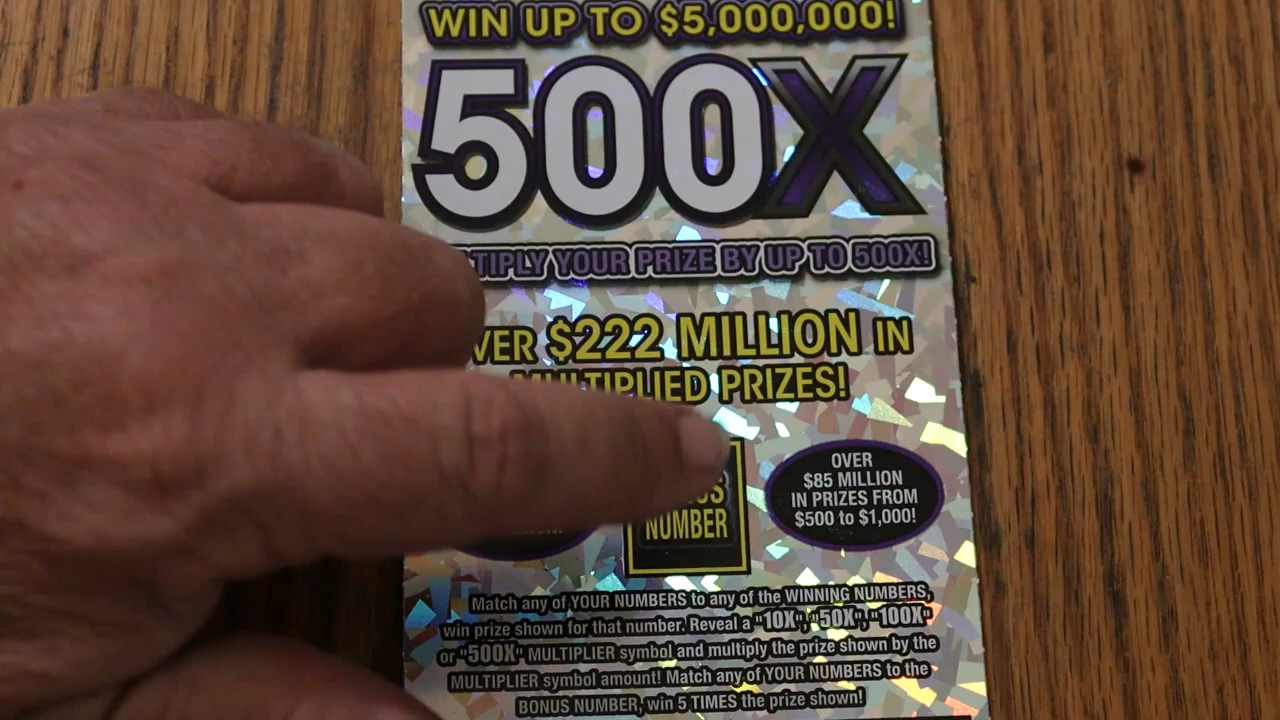 WIN UP TO $5,000,000!
500X
TIPLY YOUR PRIZE BY UP TO 500X!
VER $222 MILLION IN
MULTIPLIED PRIZES!
OVER
$85 MILLION
IN PRIZES FROM
$500 to $1,000!
NUMBER
Match any of YOUR NUMBERS to any of the WINNING NUMBERS,
win prize shown for that number. Reveal a "10X", "50X", "100X"
or "500X" MULTIPLIER symbol and multiply the prize shown by the
MULTIPLIER symbol amount! Match any of YOUR NUMBERS to the
BONUS NUMBER, win 5 TIMES the prize shown!